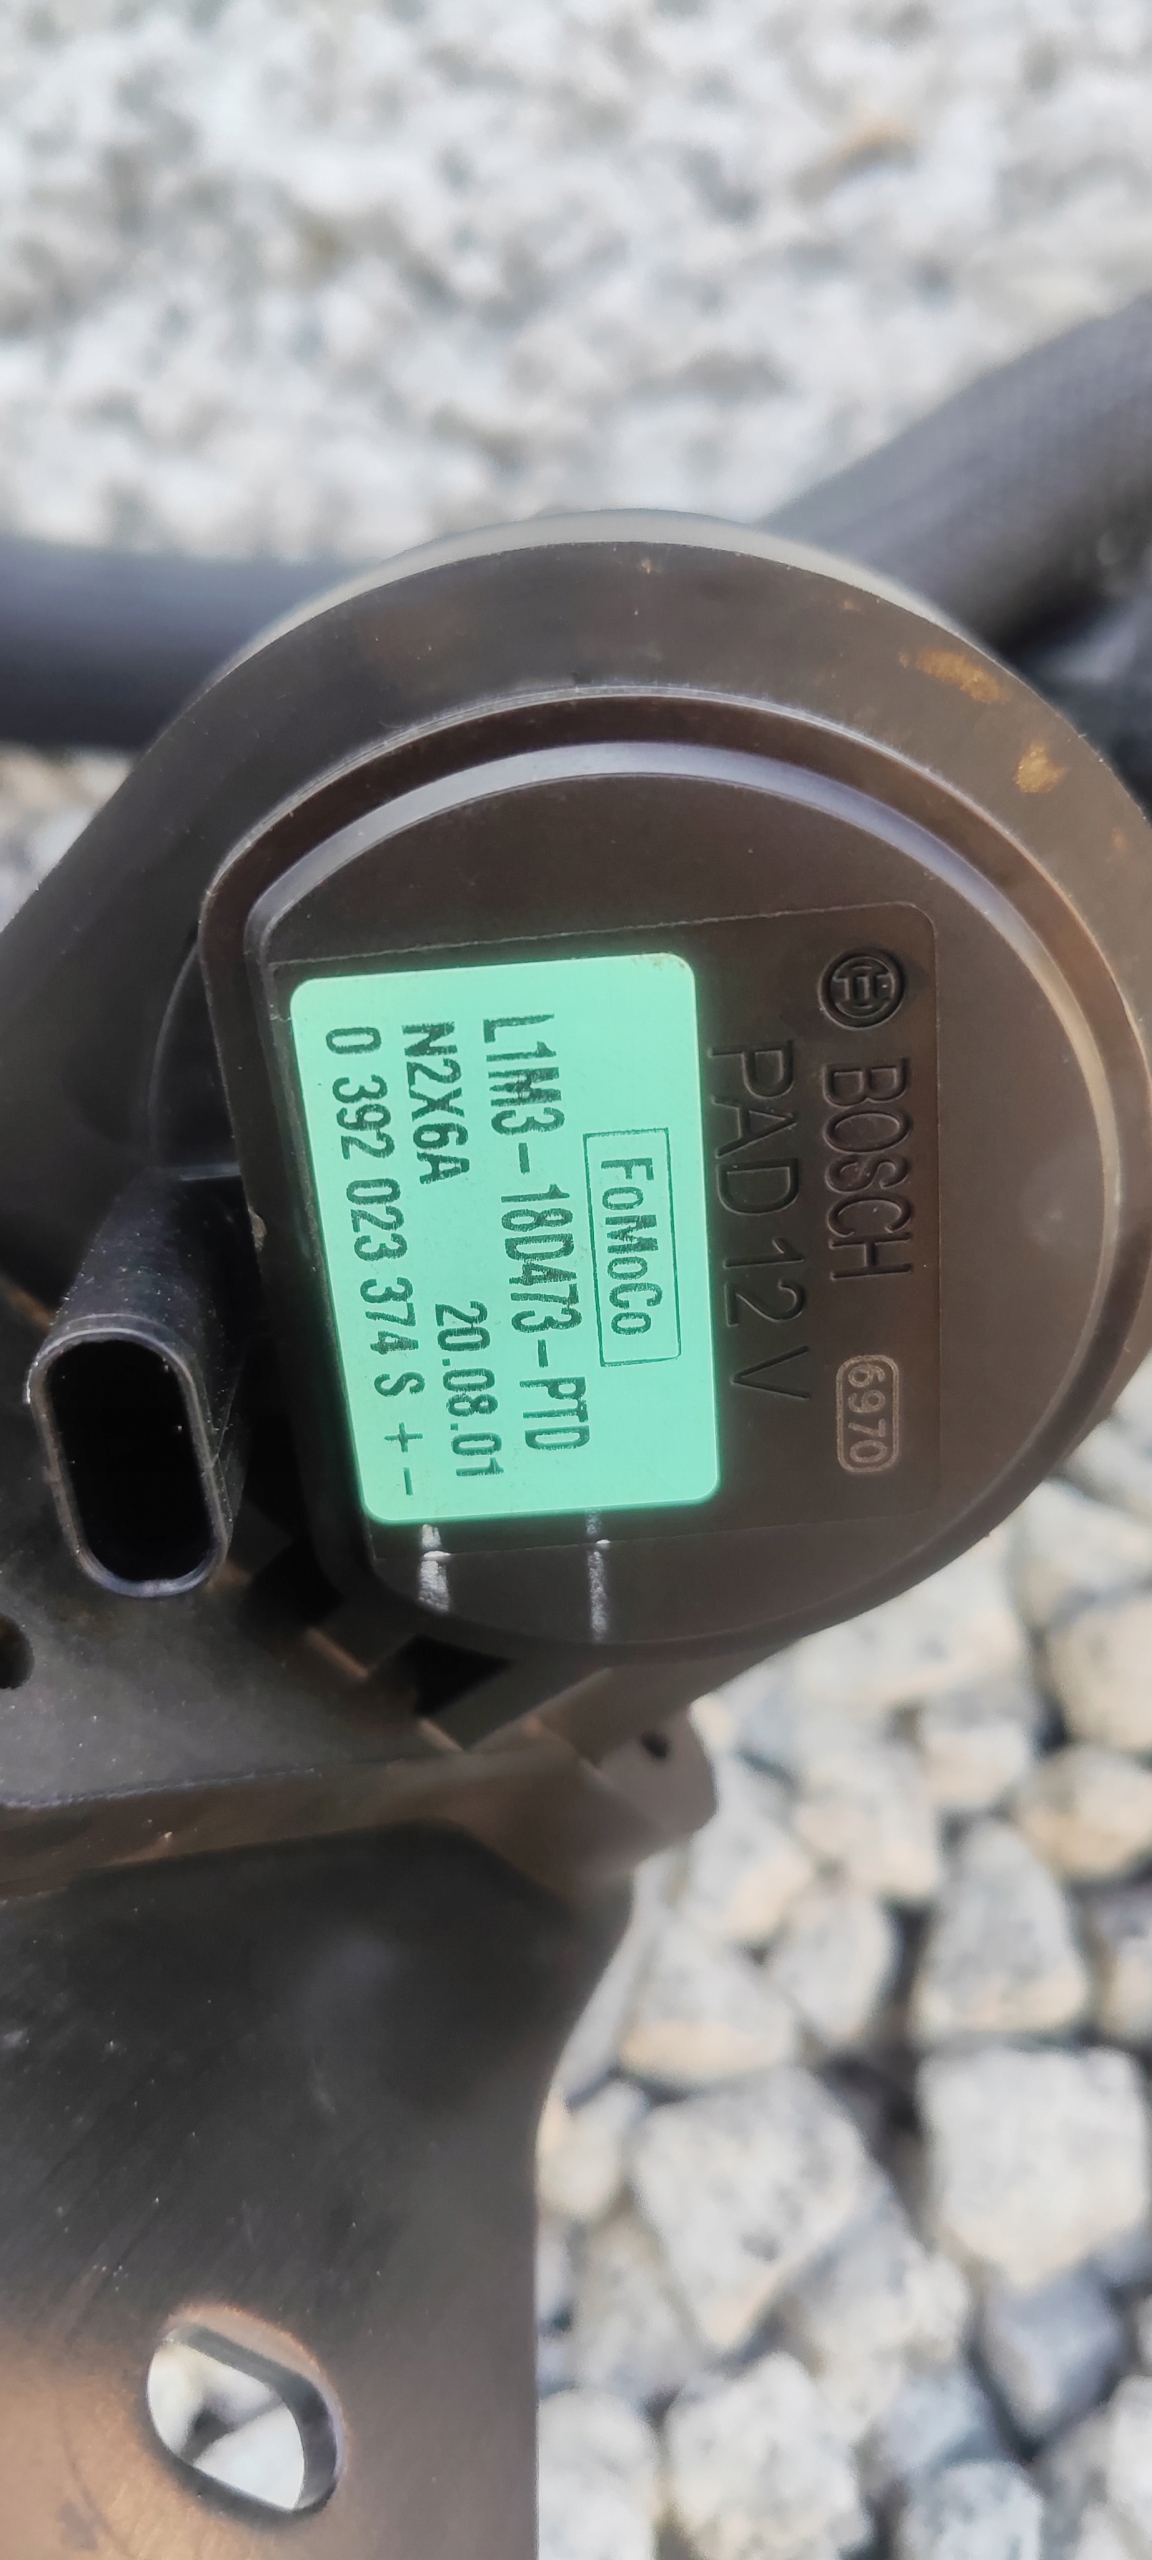 BOSCH 6970
PAD 12 V
FoMoCo
L1M3-18D473-PTD
N2X6A 20.08.01
0 392 023 374 S + -